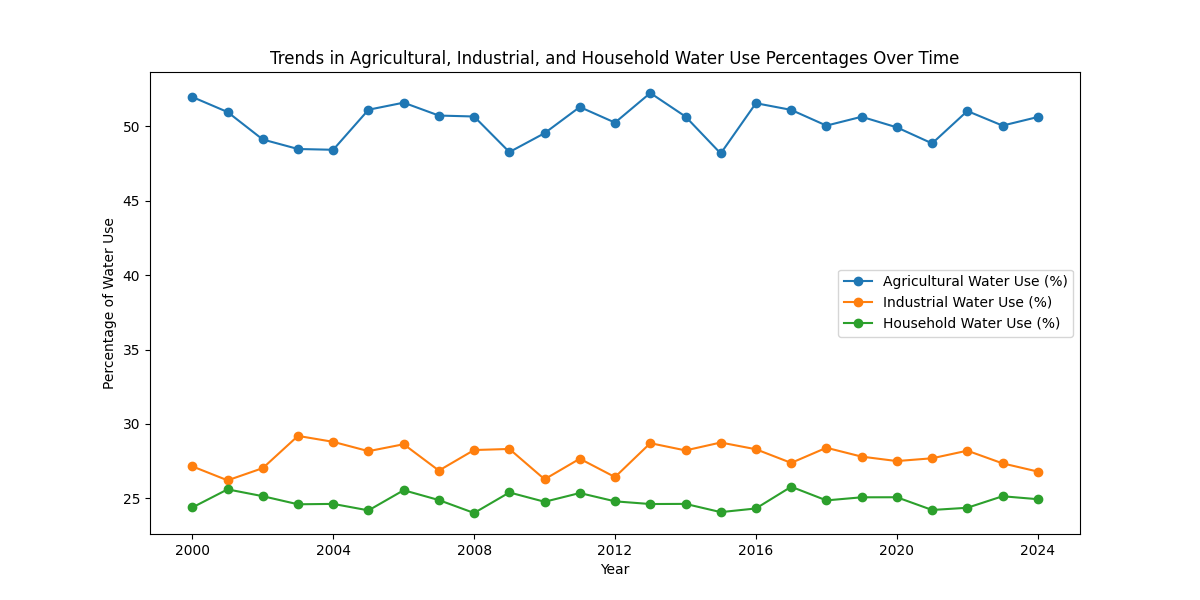 Trends in Agricultural, Industrial, and Household Water Use Percentages Over Time
Percentage of Water Use
50
45
40
35
30
25
Agricultural Water Use (%)
Industrial Water Use (%)
Household Water Use (%)
2000 2004 2008 2012 2016 2020 2024
Year